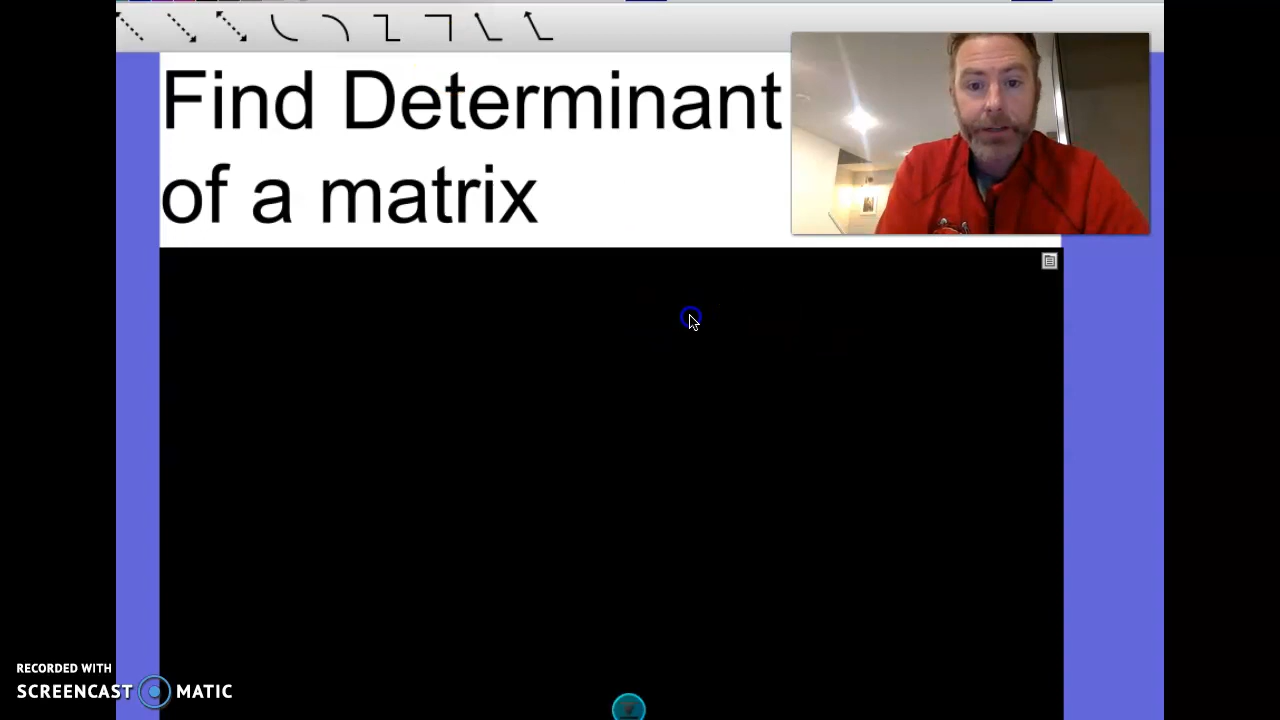 Find Determinant
of a matrix
RECORDED WITH
SCREENCAST MATIC